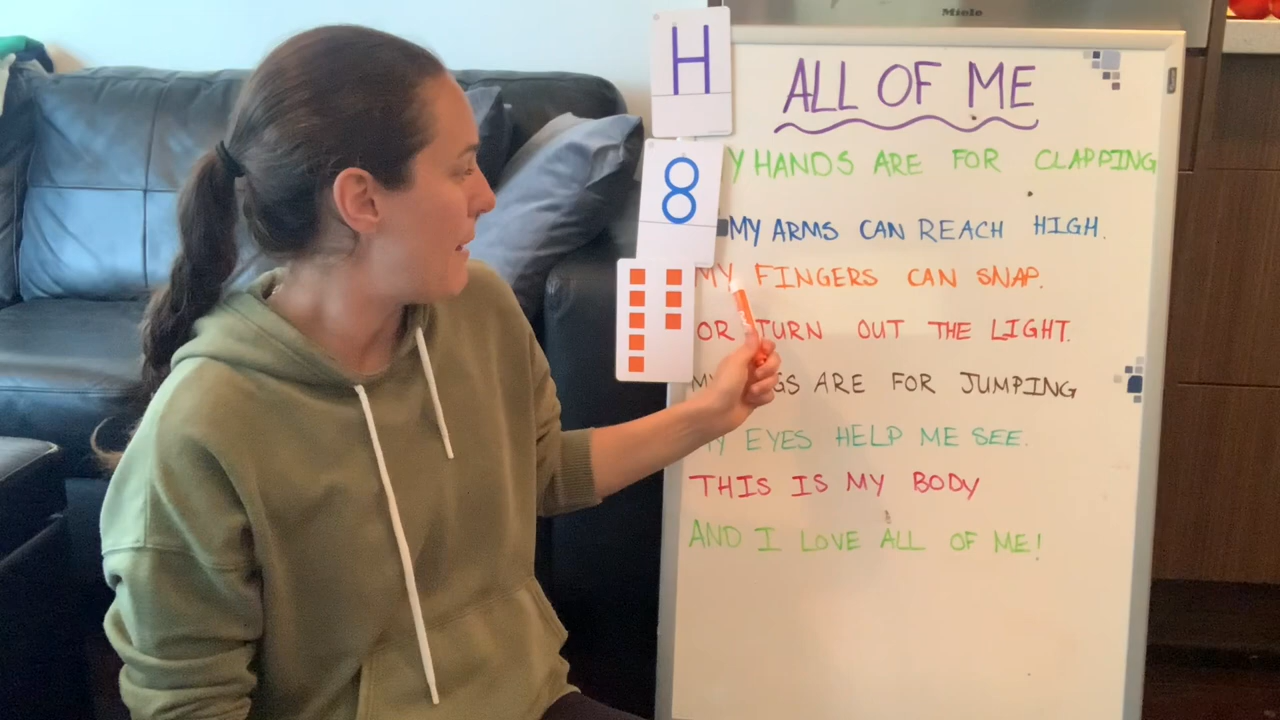 Miele
H
8
ALL OF ME
Y HANDS ARE FOR CLAPPING
MY ARMS CAN REACH HIGH.
MY FINGERS CAN SNAP.
OR TURN OUT THE LIGHT.
ARE FOR JUMPING
EYES HELP ME SEE.
THIS IS MY BODY
AND I LOVE ALL OF ME!